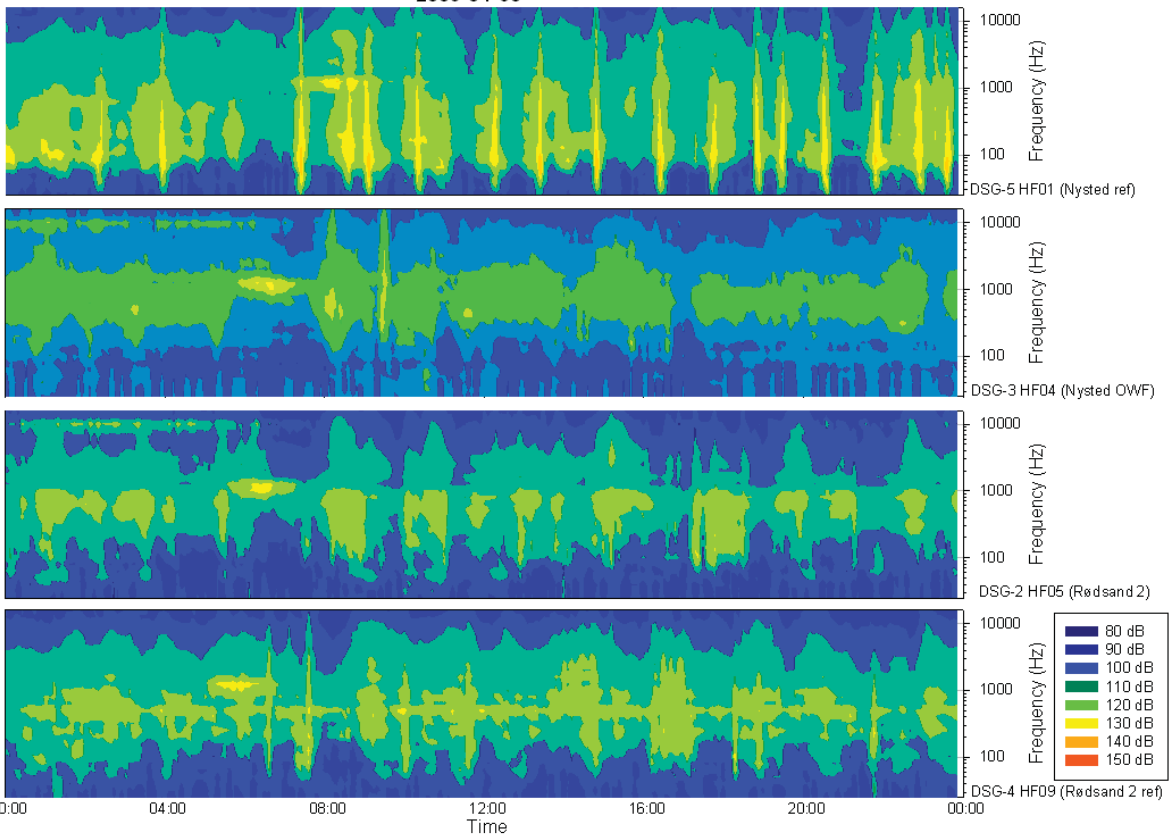 10000
1000
100
Frequency (Hz)
DSG-5 HF01 (Nysted ref)
10000
1000
100
Frequency (Hz)
DSG-3 HF04 (Nysted OWF)
10000
1000
100
Frequency (Hz)
DSG-2 HF05 (Rødsand 2)
10000
1000
100
Frequency (Hz)
DSG-4 HF09 (Rødsand 2 ref)
80 dB
90 dB
100 dB
110 dB
120 dB
130 dB
140 dB
150 dB
0:00 04:00 08:00 12:00 16:00 20:00 00:00
Time